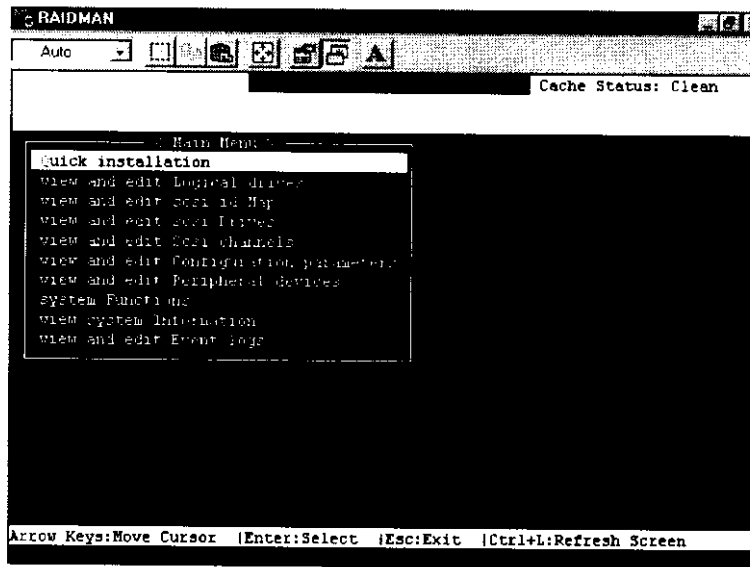 RAIDMAN
Auto
A
Cache Status: Clean
Main Menu
Quick installation
view and edit Logical drives
view and edit scsi id Map
view and edit scsi Drives
view and edit Scsi channels
view and edit Configuration parameters
view and edit Peripheral devices
system Functions
view system Information
view and edit Event logs
Arrow Keys:Move Cursor |Enter:Select |Esc:Exit |Ctrl+L:Refresh Screen